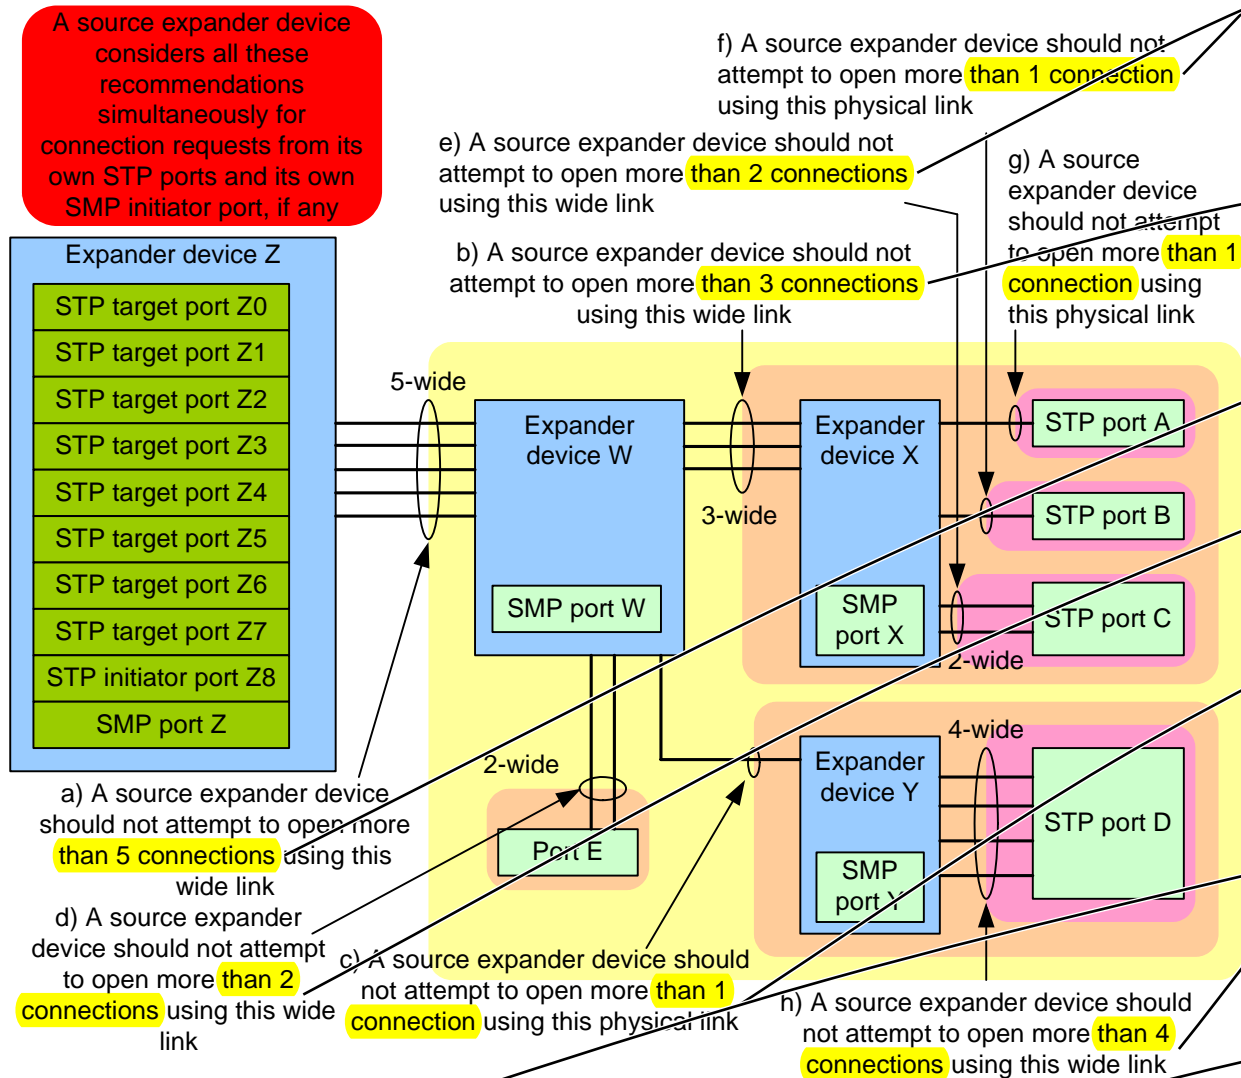 A source expander device
considers all these
recommendations
simultaneously for
connection requests from its
own STP ports and its own
SMP initiator port, if any
f) A source expander device should not
attempt to open more than 1 connection
using this physical link
e) A source expander device should not
attempt to open more than 2 connections
using this wide link
g) A source
expander device
should not attempt
to open more than 1
connection using
this physical link
b) A source expander device should not
attempt to open more than 3 connections
using this wide link
Expander device Z
STP target port Z0
STP target port Z1
STP target port Z2
STP target port Z3
STP target port Z4
STP target port Z5
STP target port Z6
STP target port Z7
STP initiator port Z8
SMP port Z
5-wide
Expander
device W
SMP port W
3-wide
Expander
device X
SMP
port X
STP port A
STP port B
STP port C
2-wide
2-wide
Port E
4-wide
Expander
device Y
SMP
port Y
STP port D
a) A source expander device
should not attempt to open more
than 5 connections using this
wide link
d) A source expander
device should not attempt
to open more than 2
connections using this wide
link
c) A source expander device should
not attempt to open more than 1
connection using this physical link
h) A source expander device should
not attempt to open more than 4
connections using this wide link